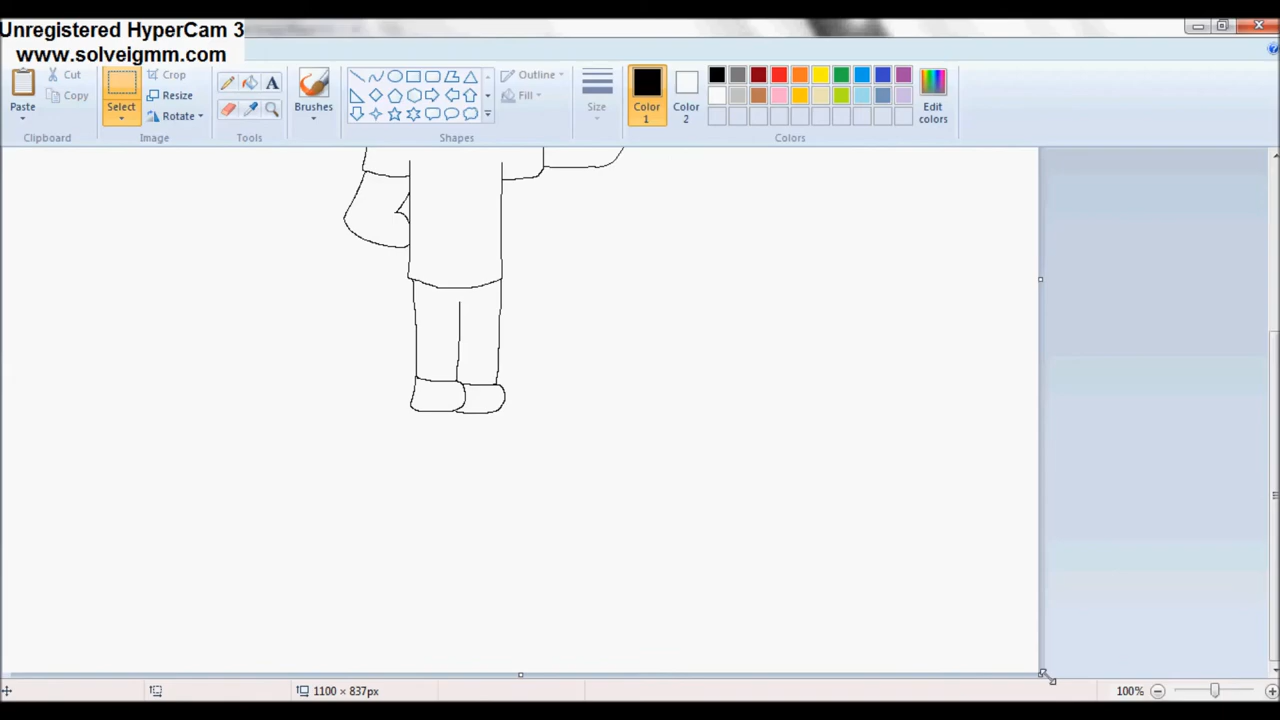 Unregistered HyperCam 3
www.solveigmm.com
Paste
Cut
Copy
Clipboard
Select
Crop
Resize
Rotate
Image
A
Tools
Brushes
Outline
Fill
Shapes
Size
Color 1
Color 2
Edit colors
Colors
1100 × 837px
100%